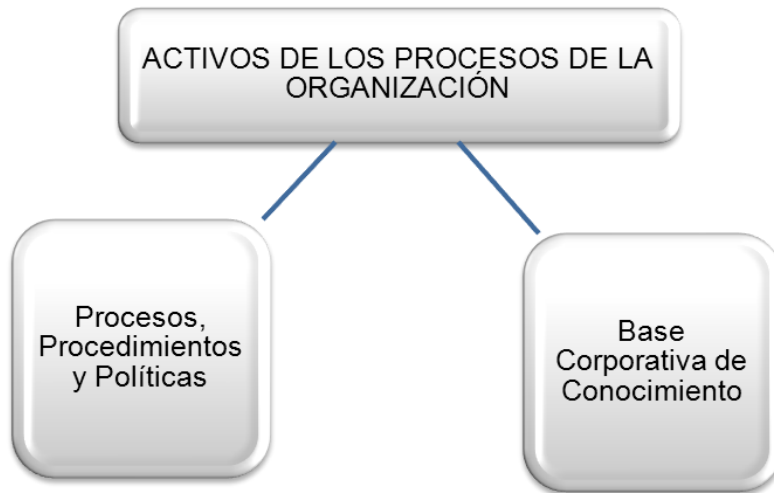 ACTIVOS DE LOS PROCESOS DE LA
ORGANIZACIÓN
Procesos,
Procedimientos
y Políticas
Base
Corporativa de
Conocimiento